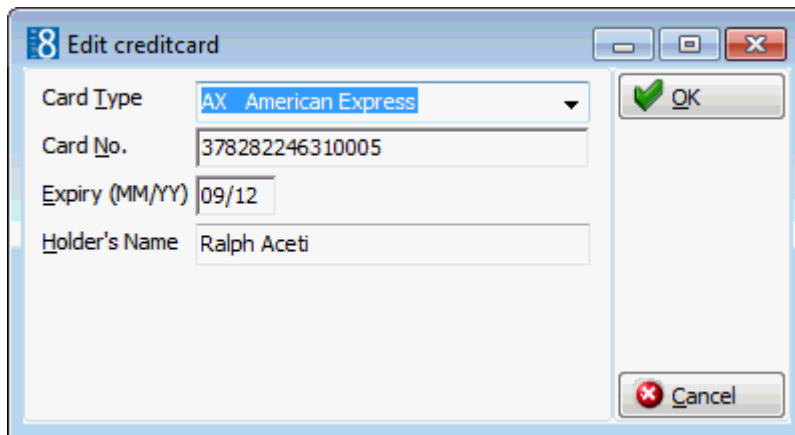 8 Edit creditcard
Card Type AX American Express OK
Card No. 378282246310005
Expiry (MM/YY) 09/12
Holder's Name Ralph Aceti
Cancel